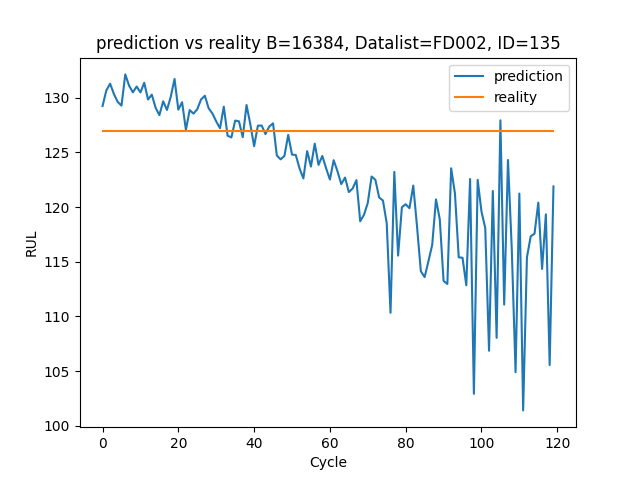 prediction vs reality B=16384, Datalist=FD002, ID=135
prediction
reality
RUL
130
125
120
115
110
105
100
0 20 40 60 80 100 120
Cycle